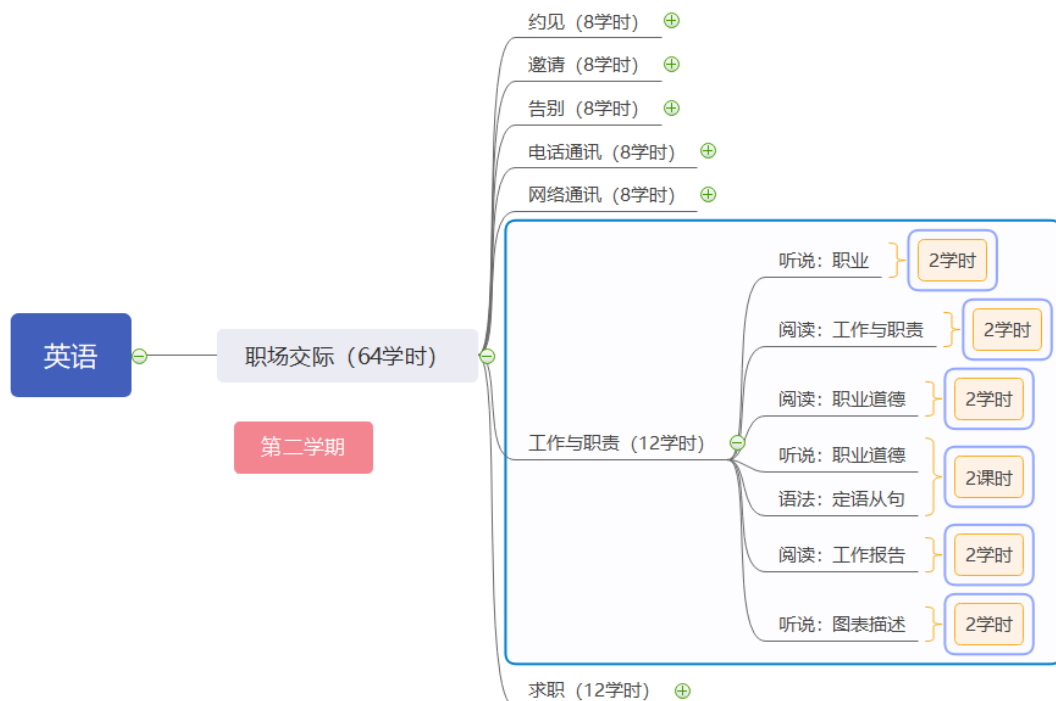 约见（8学时）
邀请（8学时）
告别（8学时）
电话通讯（8学时）
网络通讯（8学时）
听说：职业
2学时
阅读：工作与职责
2学时
英语
职场交际（64学时）
阅读：职业道德
2学时
第二学期
工作与职责（12学时）
听说：职业道德
语法：定语从句
2课时
阅读：工作报告
2学时
听说：图表描述
2学时
求职（12学时）